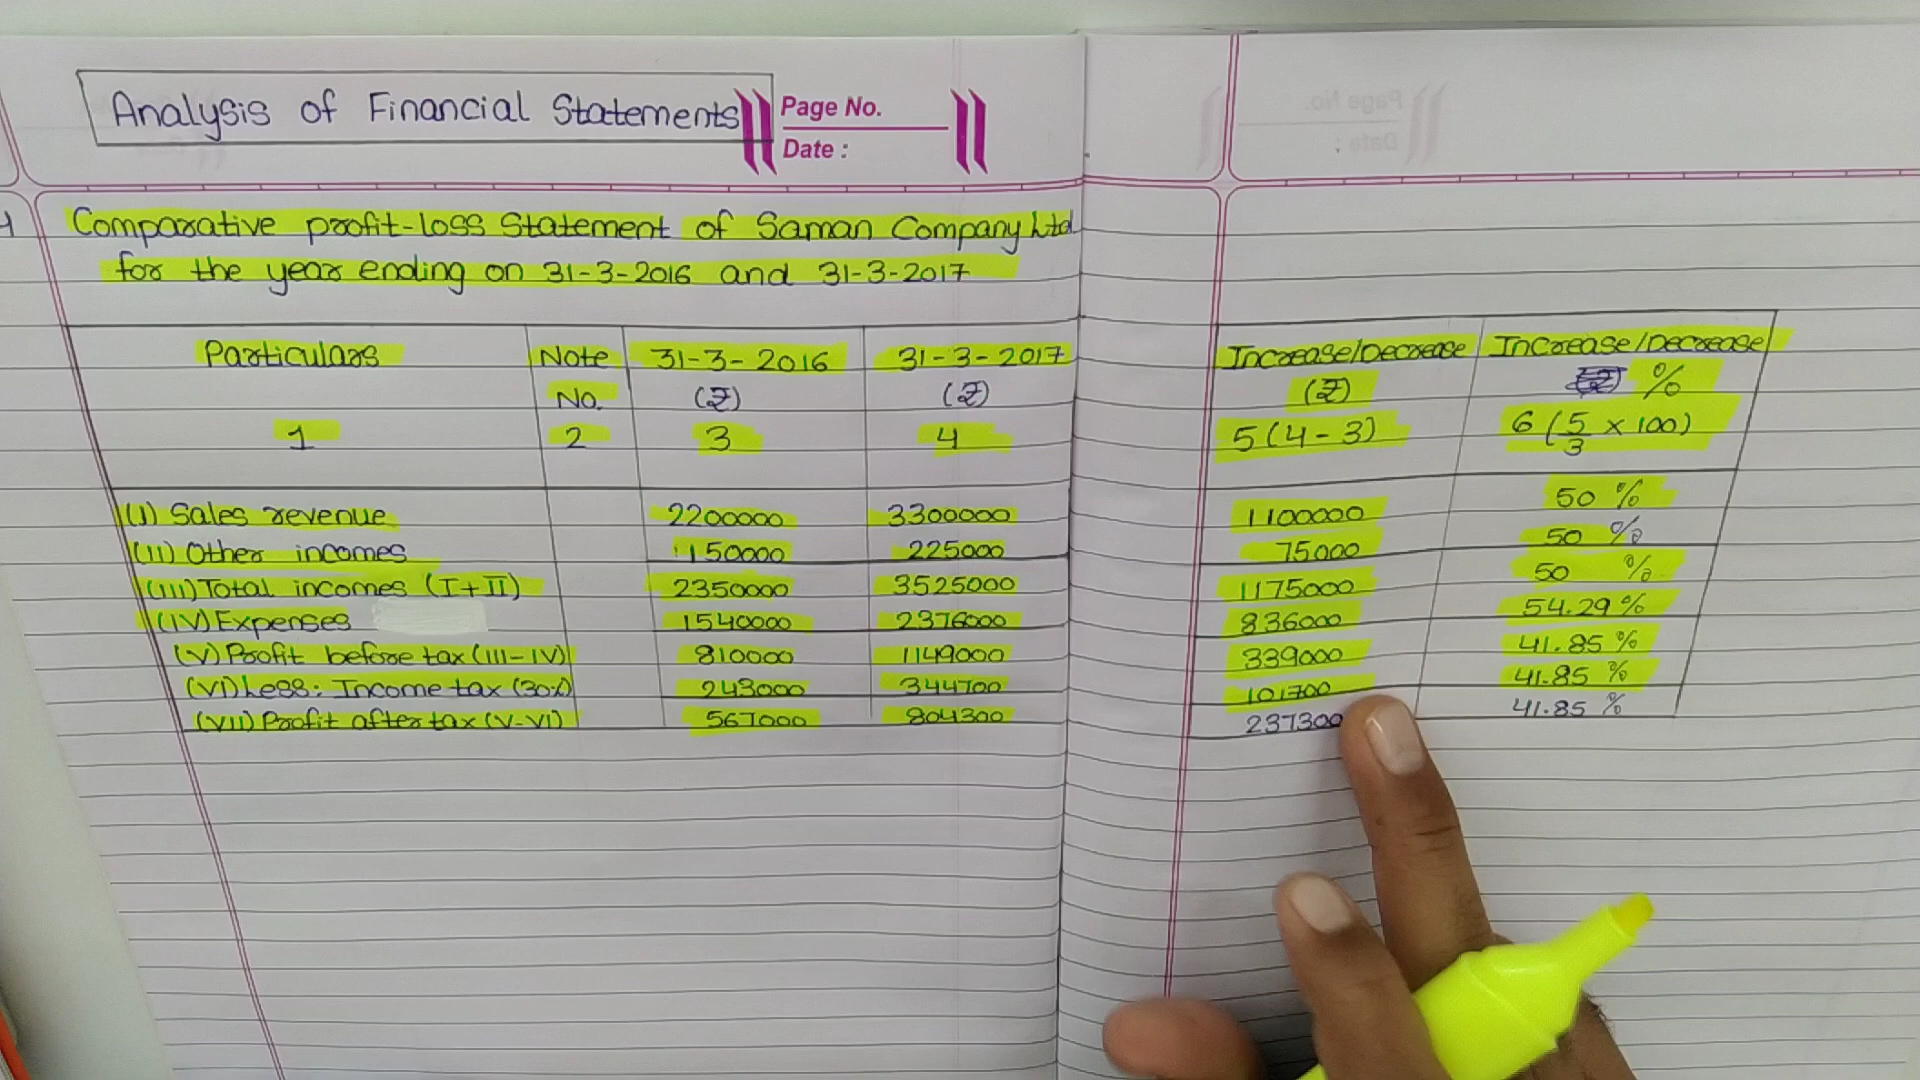 Analysis of Financial Statements
Page No.
Date :
Comparative profit-loss Statement of Saman Company Ltd
for the year ending on 31-3-2016 and 31-3-2017
Particulars Note 31-3-2016 31-3-2017 Increase/Decrease Increase/Decrease
No. (₹) (₹) (₹) %
1 2 3 4 5 (4-3) 6 (5/3 x 100)
(I) Sales revenue 2200000 3300000 1100000 50 %
(II) Other incomes 150000 225000 75000 50 %
(III) Total incomes (I+II) 2350000 3525000 1175000 50 %
(IV) Expenses 1540000 2376000 836000 54.29 %
(V) Profit before tax (III-IV) 810000 1149000 339000 41.85 %
(VI) Less: Income tax (30%) 243000 344700 101700 41.85 %
(VII) Profit after tax (V-VI) 567000 804300 237300 41.85 %